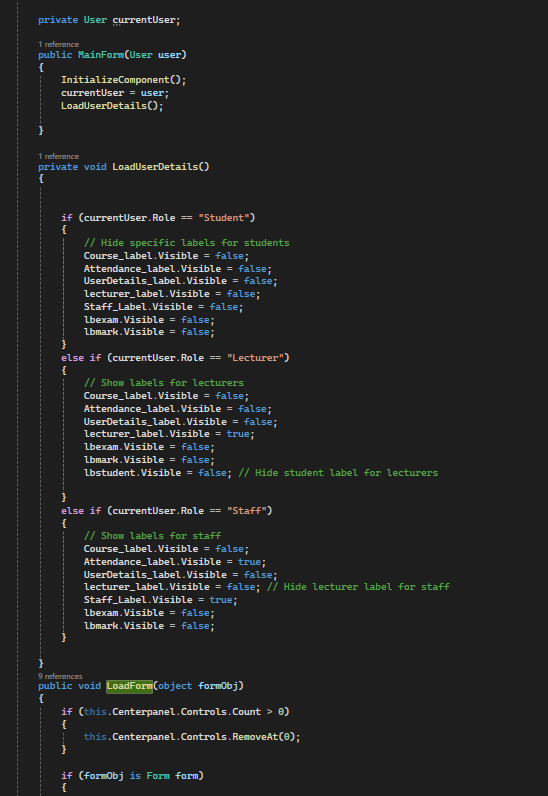 private User currentUser;
1 reference
public MainForm(User user)
{
InitializeComponent();
currentUser = user;
LoadUserDetails();
}
1 reference
private void LoadUserDetails()
{
if (currentUser.Role == "Student")
{
// Hide specific labels for students
Course_label.Visible = false;
Attendance_label.Visible = false;
UserDetails_label.Visible = false;
lecturer_label.Visible = false;
Staff_Label.Visible = false;
lbexam.Visible = false;
lbmark.Visible = false;
}
else if (currentUser.Role == "Lecturer")
{
// Show labels for lecturers
Course_label.Visible = false;
Attendance_label.Visible = false;
UserDetails_label.Visible = false;
lecturer_label.Visible = true;
lbexam.Visible = false;
lbmark.Visible = false;
lbstudent.Visible = false; // Hide student label for lecturers
}
else if (currentUser.Role == "Staff")
{
// Show labels for staff
Course_label.Visible = false;
Attendance_label.Visible = true;
UserDetails_label.Visible = false;
lecturer_label.Visible = false; // Hide lecturer label for staff
Staff_Label.Visible = true;
lbexam.Visible = false;
lbmark.Visible = false;
}
}
9 references
public void LoadForm(object formObj)
{
if (this.Centerpanel.Controls.Count > 0)
{
this.Centerpanel.Controls.RemoveAt(0);
}
if (formObj is Form form)
{